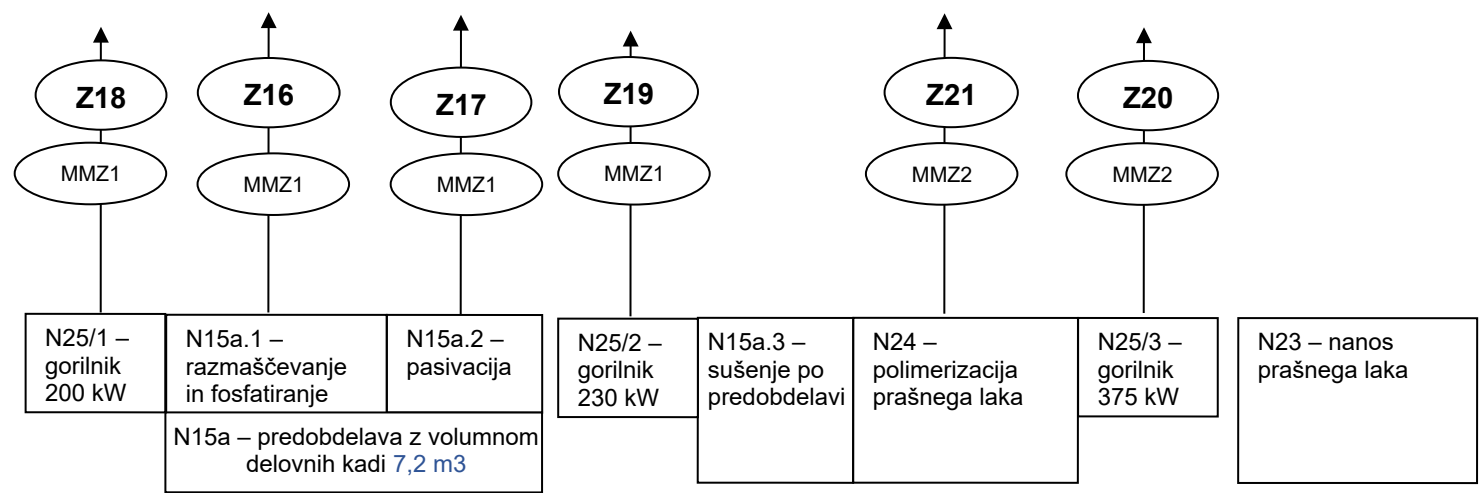 Z18
Z16
Z17
Z19
Z21
Z20
MMZ1
MMZ1
MMZ1
MMZ1
MMZ2
MMZ2
N25/1 –
gorilnik
200 kW
N15a.1 –
razmaščevanje
in fosfatiranje
N15a.2 –
pasivacija
N25/2 –
gorilnik
230 kW
N15a.3 –
sušenje po
predobdelavi
N24 –
polimerizacija
prašnega laka
N25/3 –
gorilnik
375 kW
N23 – nanos
prašnega laka
N15a – predobdelava z volumnom
delovnih kadi 7,2 m3